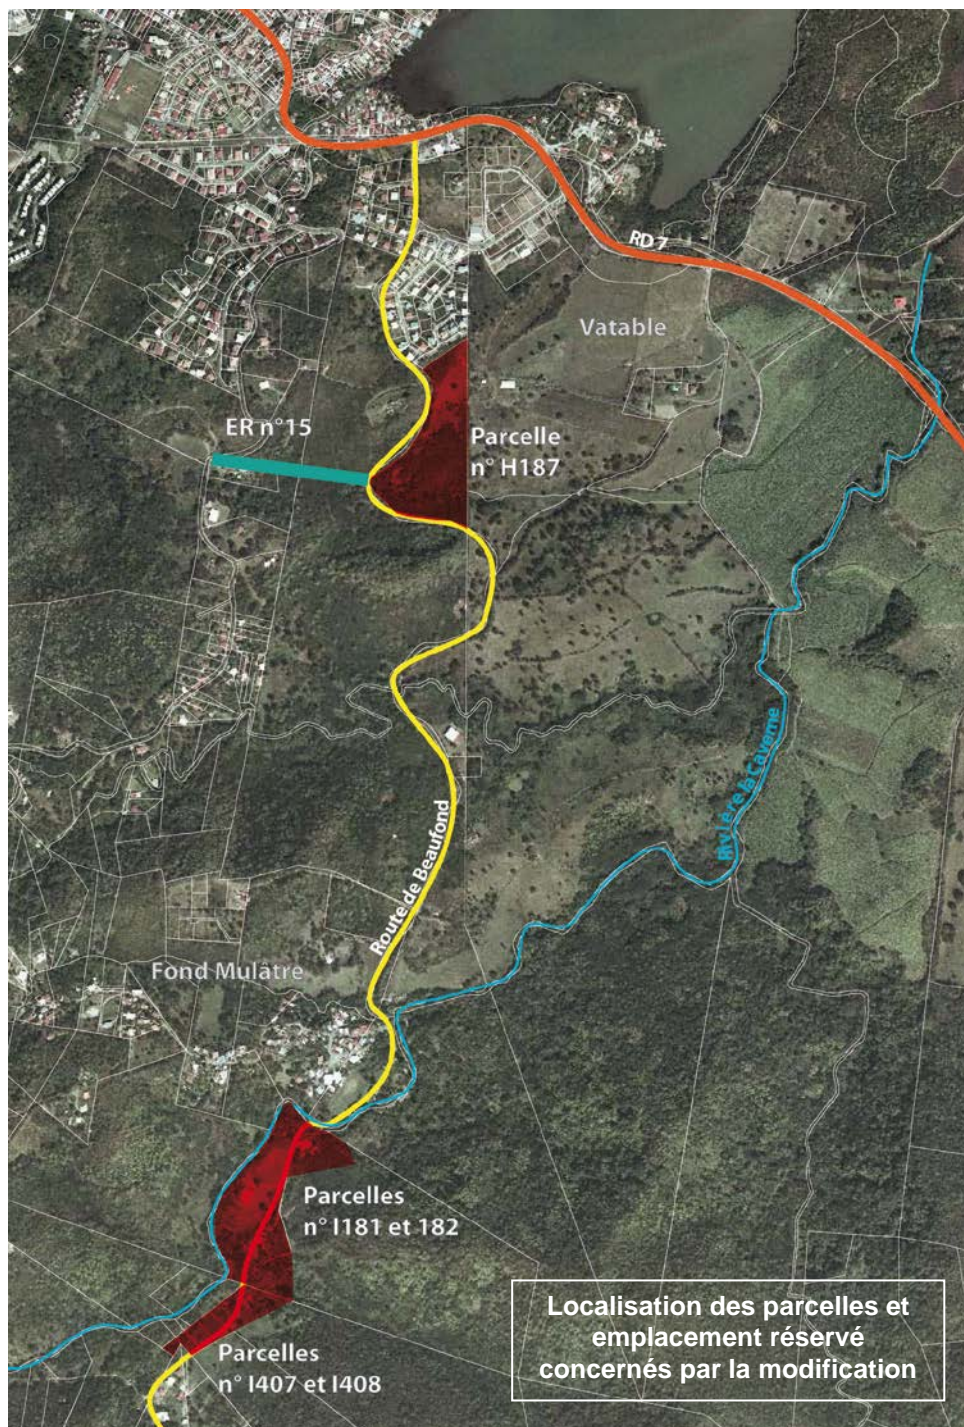 RD 7
Vatable
ER n°15
Parcelle
n° H187
Rivière la Caverne
Route de Beaufond
Fond Mulâtre
Parcelles
n° I181 et 182
Parcelles
n° I407 et I408
Localisation des parcelles et
emplacement réservé
concernés par la modification